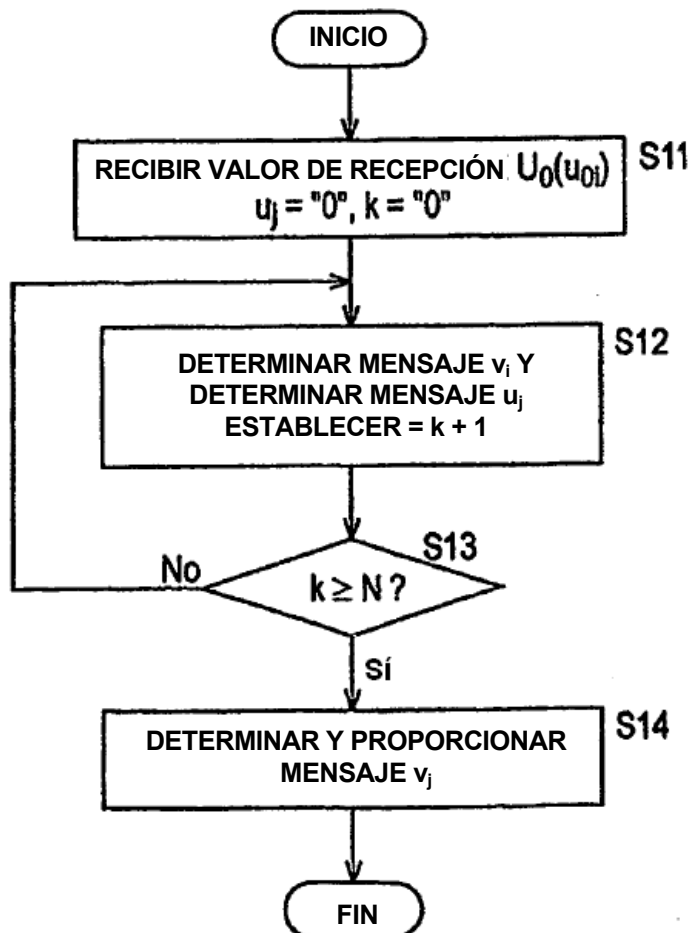 INICIO
RECIBIR VALOR DE RECEPCIÓN U₀(u₀ᵢ)
uⱼ = "0", k = "0"
S11
DETERMINAR MENSAJE vᵢ Y
DETERMINAR MENSAJE uⱼ
ESTABLECER = k + 1
S12
S13
No
k ≥ N ?
SÍ
DETERMINAR Y PROPORCIONAR
MENSAJE vⱼ
S14
FIN